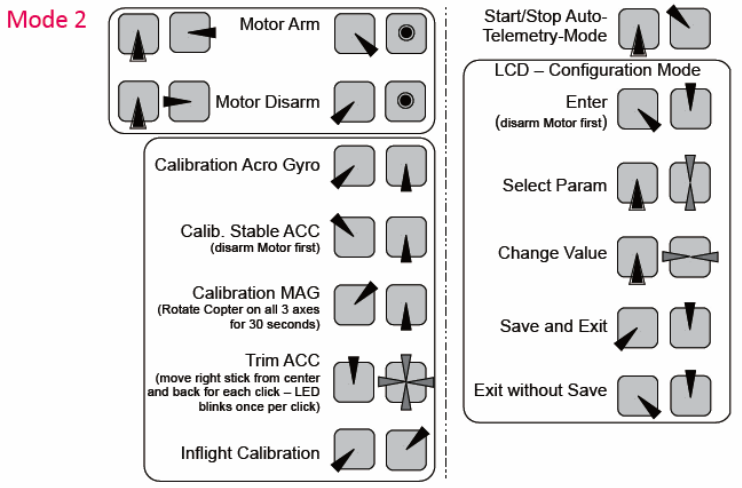 Mode 2
Motor Arm
Motor Disarm
Calibration Acro Gyro
Calib. Stable ACC
(disarm Motor first)
Calibration MAG
(Rotate Copter on all 3 axes
for 30 seconds)
Trim ACC
(move right stick from center
and back for each click – LED
blinks once per click)
Inflight Calibration
Start/Stop Auto-
Telemetry-Mode
LCD – Configuration Mode
Enter
(disarm Motor first)
Select Param
Change Value
Save and Exit
Exit without Save